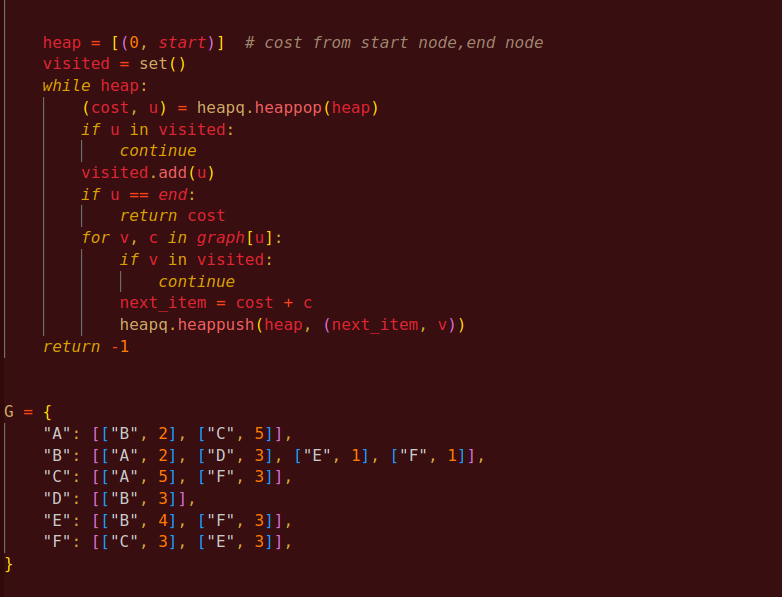 heap = [(0, start)]  # cost from start node,end node
visited = set()
while heap:
(cost, u) = heapq.heappop(heap)
if u in visited:
continue
visited.add(u)
if u == end:
return cost
for v, c in graph[u]:
if v in visited:
continue
next_item = cost + c
heapq.heappush(heap, (next_item, v))
return -1
G = {
"A": [["B", 2], ["C", 5]],
"B": [["A", 2], ["D", 3], ["E", 1], ["F", 1]],
"C": [["A", 5], ["F", 3]],
"D": [["B", 3]],
"E": [["B", 4], ["F", 3]],
"F": [["C", 3], ["E", 3]],
}